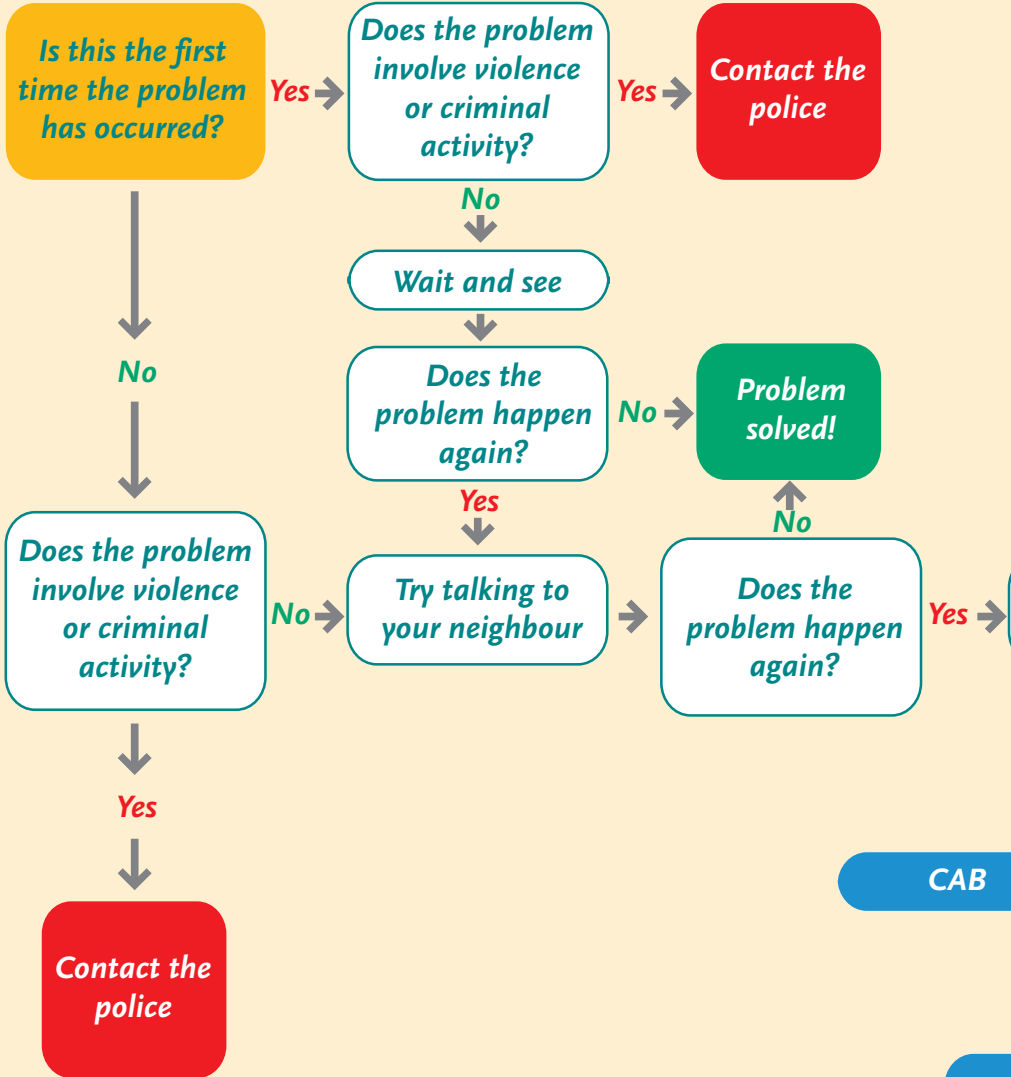 Is this the first
time the problem
has occurred?
Yes
Does the problem
involve violence
or criminal
activity?
Yes
Contact the
police
No
Wait and see
No
Does the
problem happen
again?
No
Problem
solved!
Yes
No
Does the problem
involve violence
or criminal
activity?
No
Try talking to
your neighbour
Does the
problem happen
again?
Yes
Yes
CAB
Contact the
police